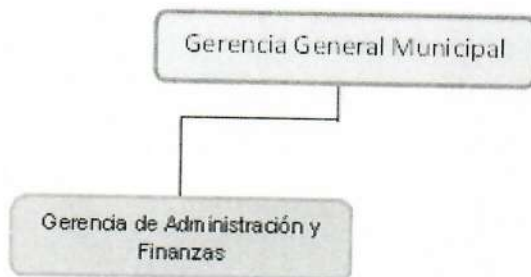 Gerencia General Municipal
Gerencia de Administración y
Finanzas